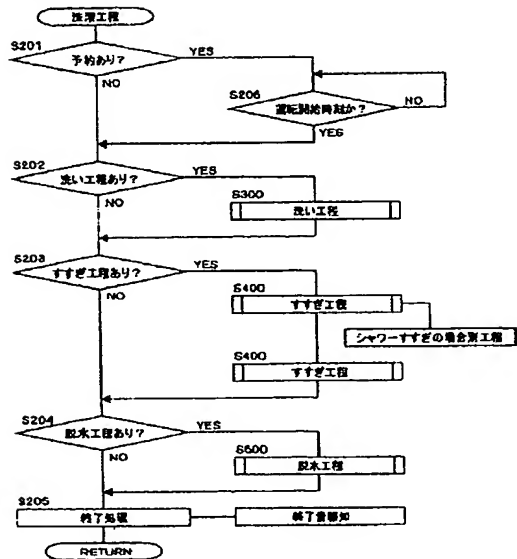 洗濯工程
S201
予約あり？
YES
NO
S206
運転開始時刻か？
NO
YES
S202
洗い工程あり？
YES
NO
S300
洗い工程
S203
すすぎ工程あり？
YES
NO
S400
すすぎ工程
シャワーすすぎの場合別工程
S400
すすぎ工程
S204
脱水工程あり？
YES
NO
S500
脱水工程
S205
終了処理
終了音報知
RETURN